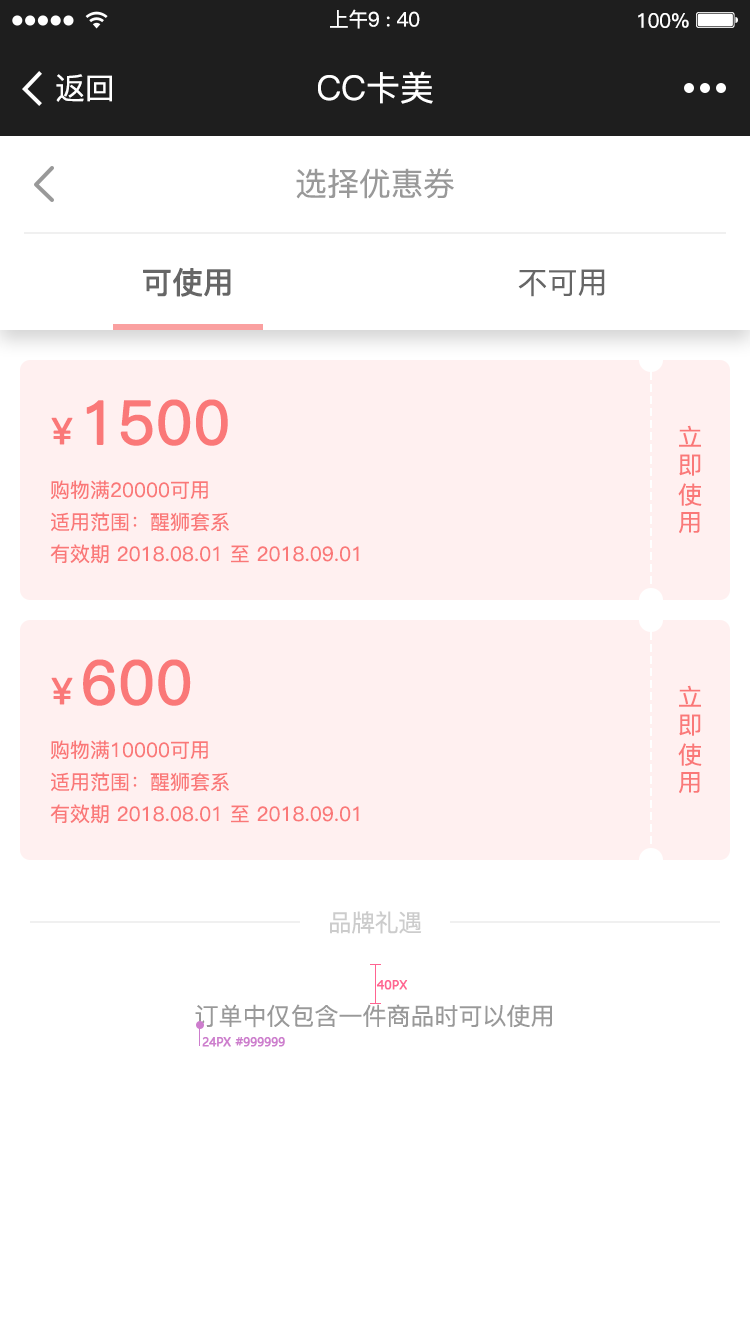 上午9 : 40
100%
返回
CC卡美
选择优惠券
可使用
不可用
¥ 1500
购物满20000可用
适用范围：醒狮套系
有效期 2018.08.01 至 2018.09.01
立即使用
¥ 600
购物满10000可用
适用范围：醒狮套系
有效期 2018.08.01 至 2018.09.01
立即使用
品牌礼遇
40PX
订单中仅包含一件商品时可以使用
24PX #999999